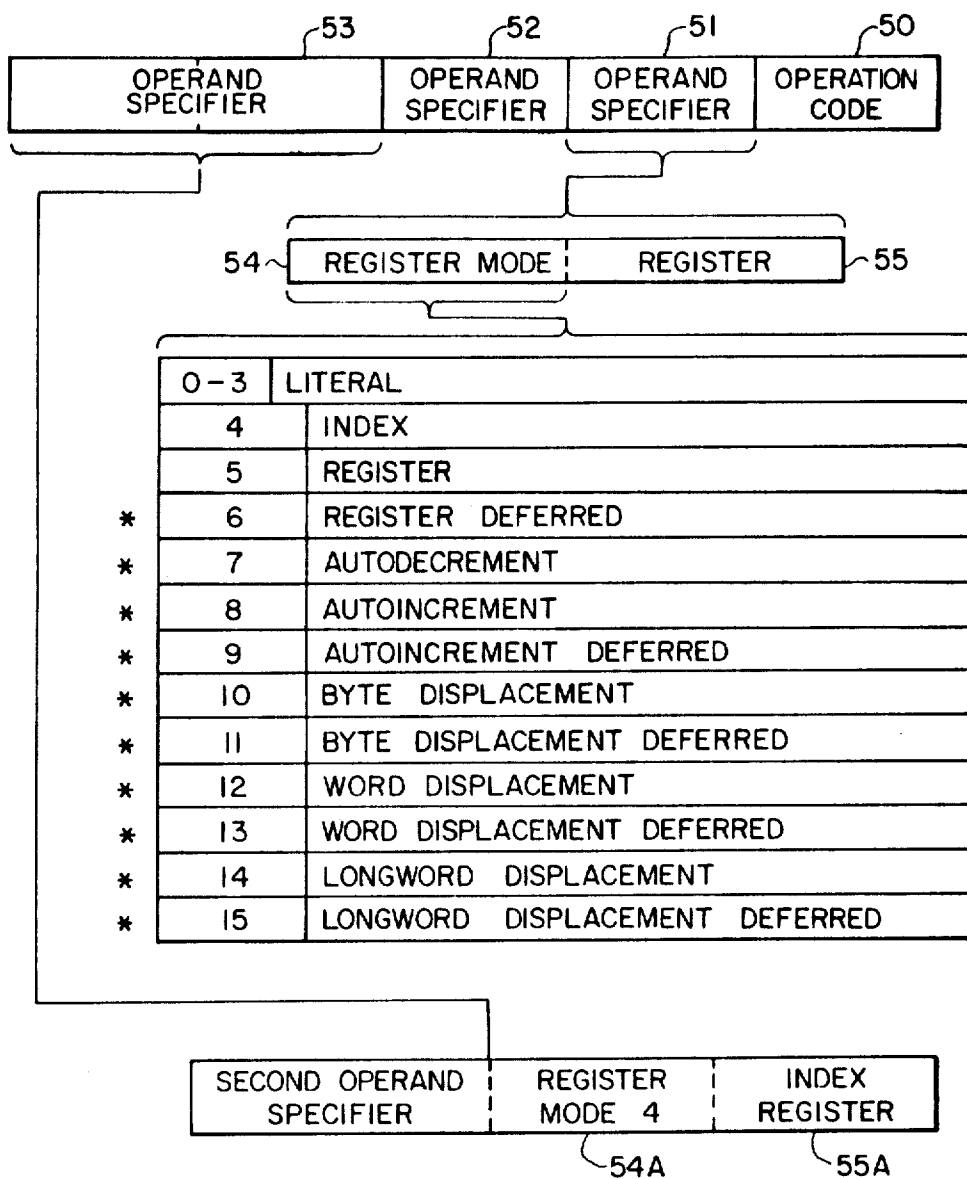 53 52 51 50
OPERAND SPECIFIER OPERAND SPECIFIER OPERAND SPECIFIER OPERATION CODE
54 REGISTER MODE REGISTER 55
0-3 LITERAL
4 INDEX
5 REGISTER
* 6 REGISTER DEFERRED
* 7 AUTODECREMENT
* 8 AUTOINCREMENT
* 9 AUTOINCREMENT DEFERRED
* 10 BYTE DISPLACEMENT
* 11 BYTE DISPLACEMENT DEFERRED
* 12 WORD DISPLACEMENT
* 13 WORD DISPLACEMENT DEFERRED
* 14 LONGWORD DISPLACEMENT
* 15 LONGWORD DISPLACEMENT DEFERRED
SECOND OPERAND SPECIFIER REGISTER MODE 4 INDEX REGISTER
54A 55A